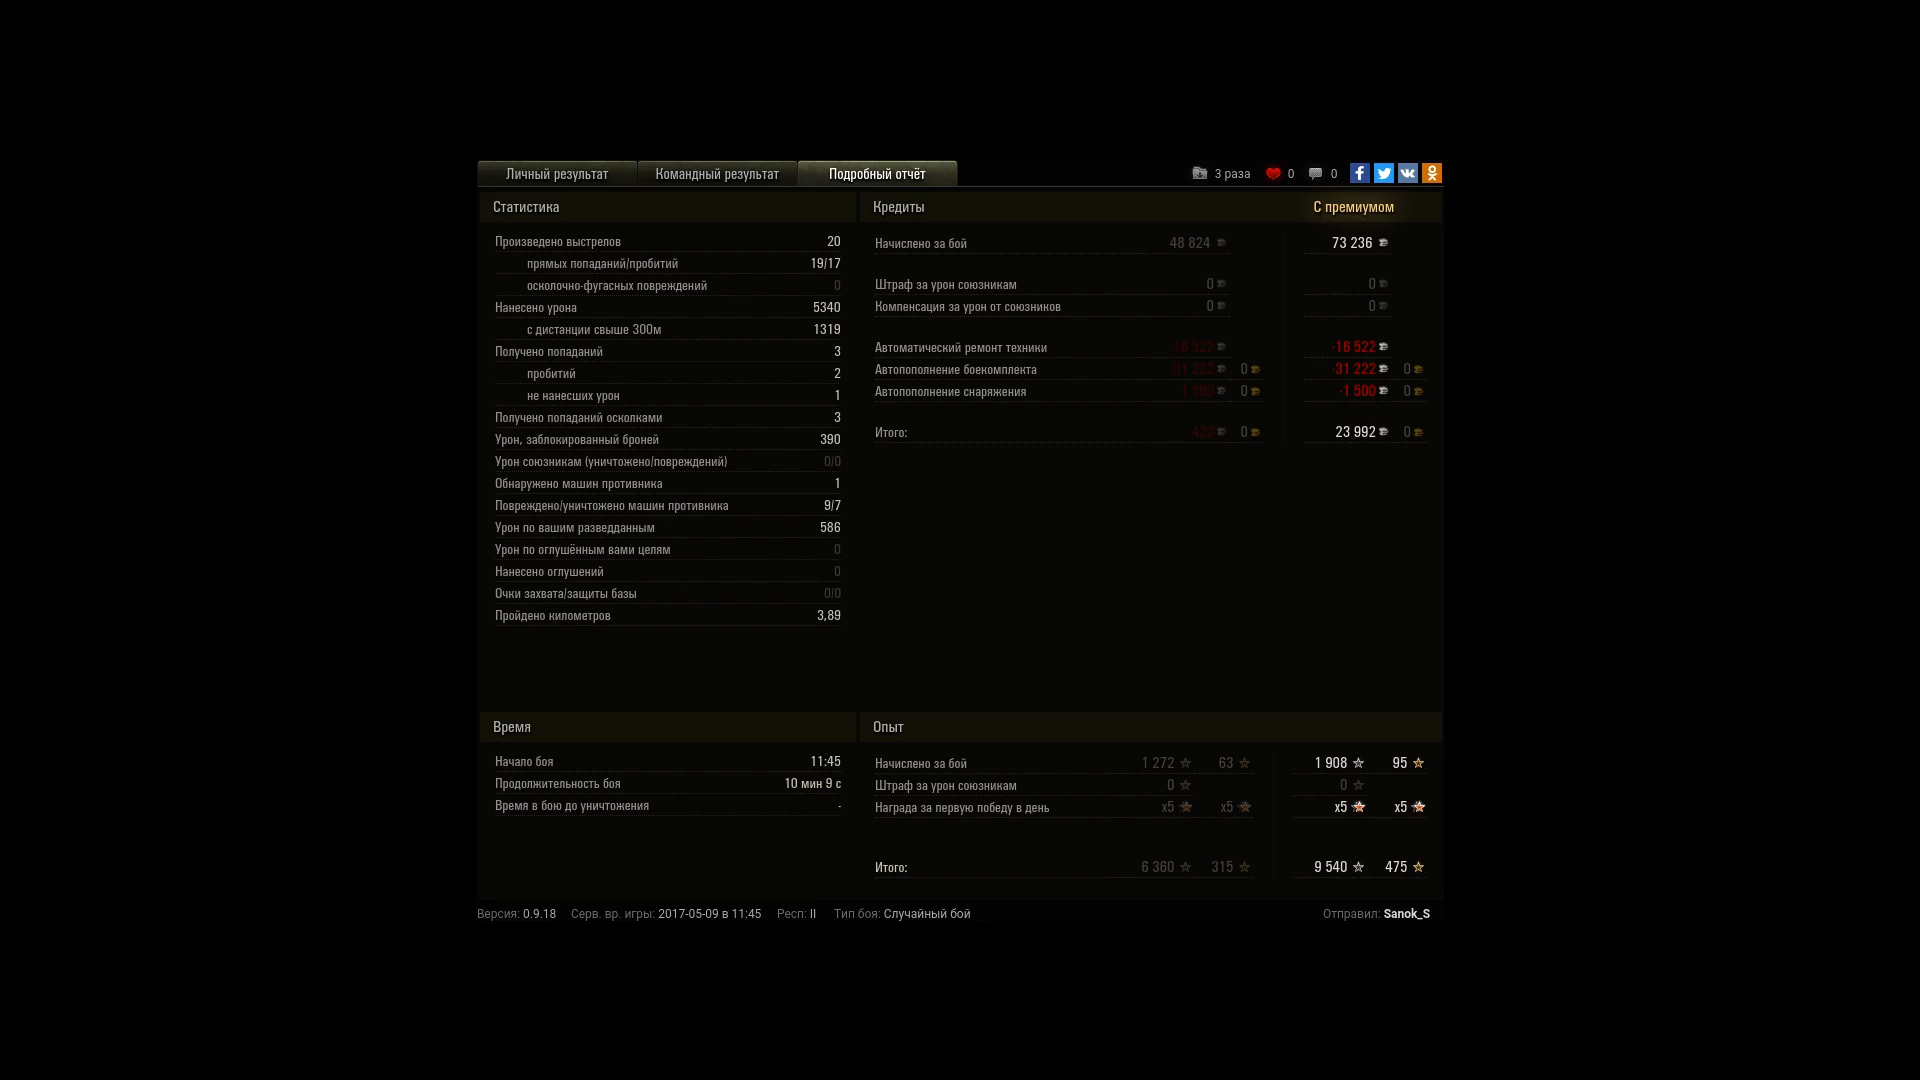 Личный результат Командный результат Подробный отчёт 3 раза 0 0
Статистика
Произведено выстрелов 20
прямых попаданий/пробитий 19/17
осколочно-фугасных повреждений 0
Нанесено урона 5340
с дистанции свыше 300м 1319
Получено попаданий 3
пробитий 2
не нанесших урон 1
Получено попаданий осколками 3
Урон, заблокированный броней 390
Урон союзникам (уничтожено/повреждений) 0/0
Обнаружено машин противника 1
Повреждено/уничтожено машин противника 9/7
Урон по вашим разведданным 586
Урон по оглушённым вами целям 0
Нанесено оглушений 0
Очки захвата/защиты базы 0/0
Пройдено километров 3,89
Кредиты С премиумом
Начислено за бой 48 824 73 236
Штраф за урон союзникам 0 0
Компенсация за урон от союзников 0 0
Автоматический ремонт техники -16 522 -16 522
Автопополнение боекомплекта -31 222 0 -31 222 0
Автопополнение снаряжения -1 500 0 -1 500 0
Итого: -420 0 23 992 0
Время
Начало боя 11:45
Продолжительность боя 10 мин 9 с
Время в бою до уничтожения -
Опыт
Начислено за бой 1 272 63 1 908 95
Штраф за урон союзникам 0 0
Награда за первую победу в день x5 x5 x5 x5
Итого: 6 360 315 9 540 475
Версия: 0.9.18 Серв. вр. игры: 2017-05-09 в 11:45 Респ: II Тип боя: Случайный бой Отправил: Sanok_S